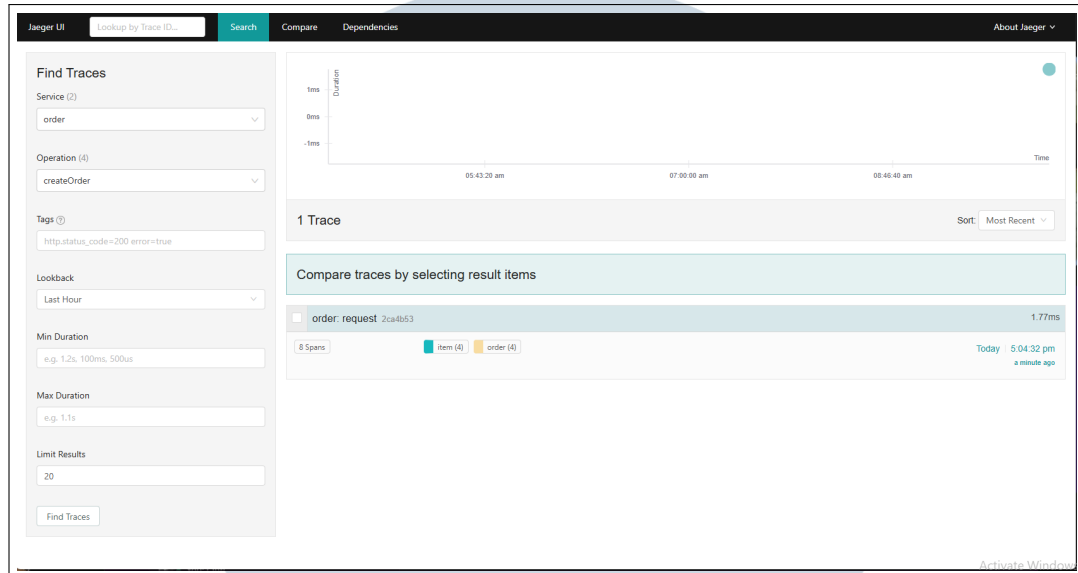 Jaeger UI Lookup by Trace ID... Search Compare Dependencies About Jaeger
Find Traces
Service (2)
order
Operation (4)
createOrder
Tags
http.status_code=200 error=true
Lookback
Last Hour
Min Duration
e.g. 1.2s, 100ms, 500us
Max Duration
e.g. 1.1s
Limit Results
20
Find Traces
Duration
1ms
0ms
-1ms
Time
05:43:20 am 07:00:00 am 08:46:40 am
1 Trace Sort: Most Recent
Compare traces by selecting result items
order: request 2ca4b53 1.77ms
8 Spans item (4) order (4) Today 5:04:32 pm
a minute ago
Activate Window